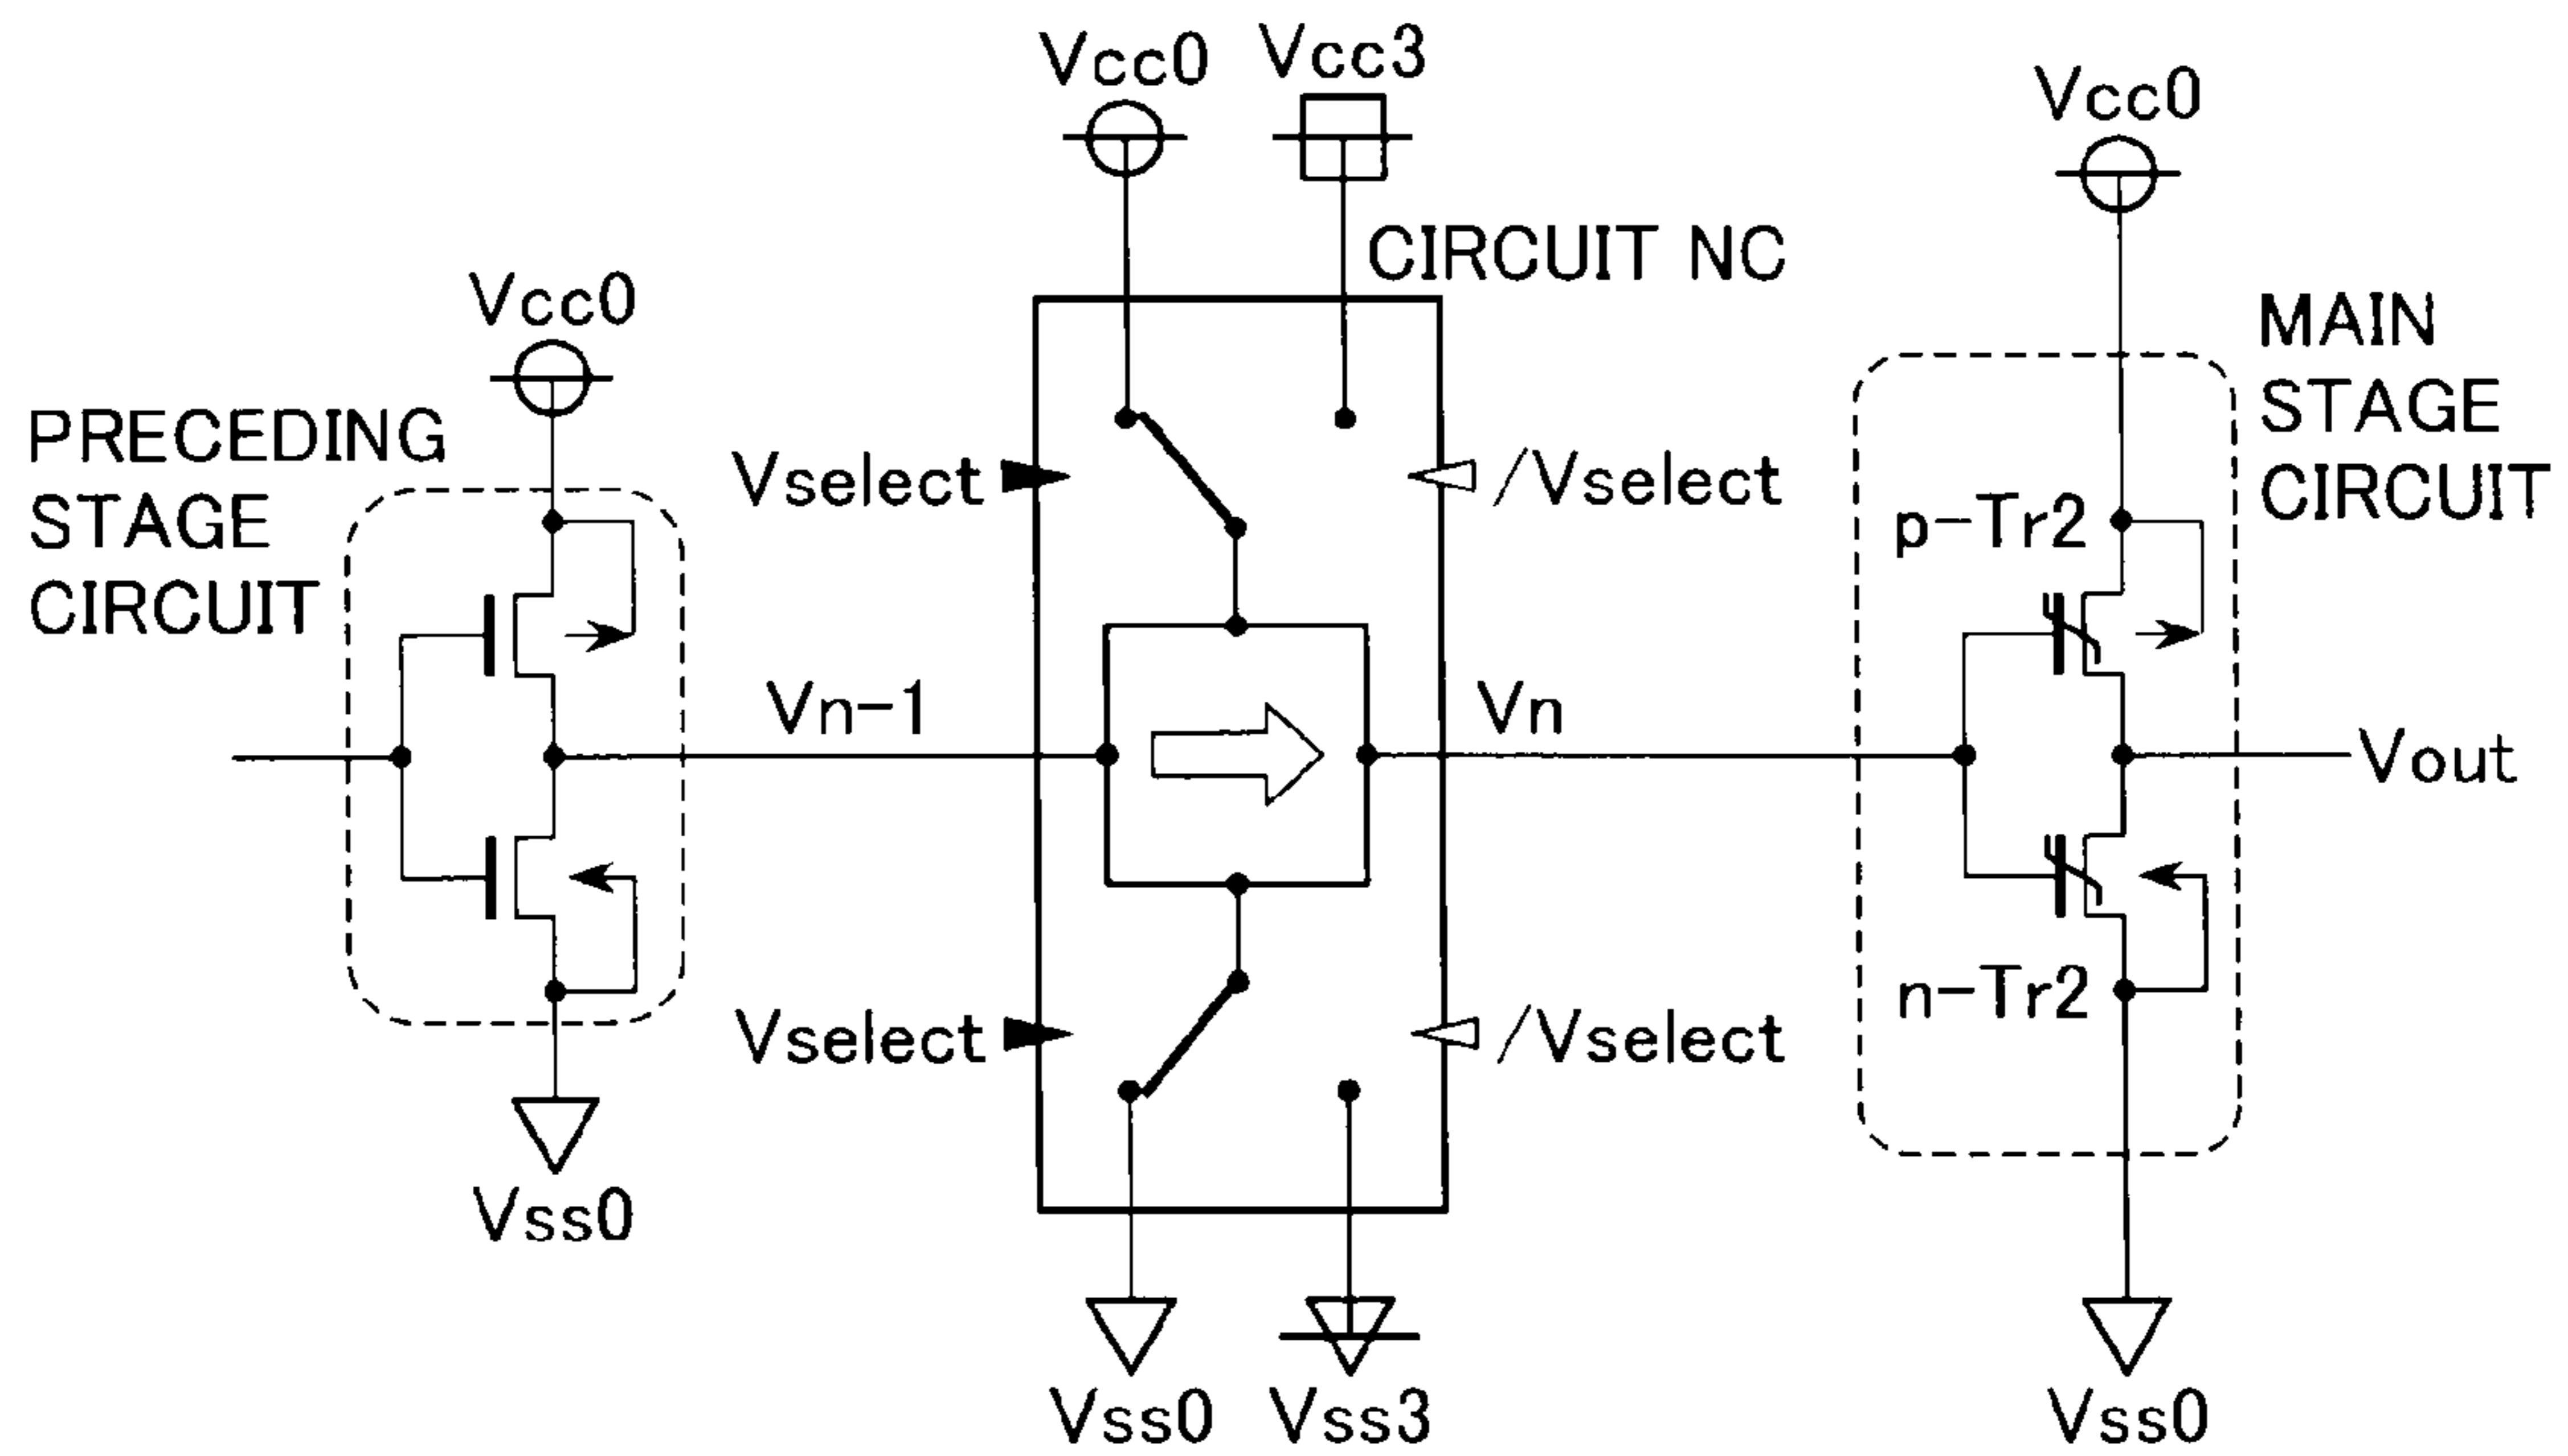 Vcc0
Vcc3
Vcc0
CIRCUIT NC
Vcc0
MAIN
STAGE
CIRCUIT
PRECEDING
STAGE
CIRCUIT
Vselect
/Vselect
p-Tr2
Vn-1
Vn
Vout
n-Tr2
Vselect
/Vselect
Vss0
Vss0
Vss3
Vss0